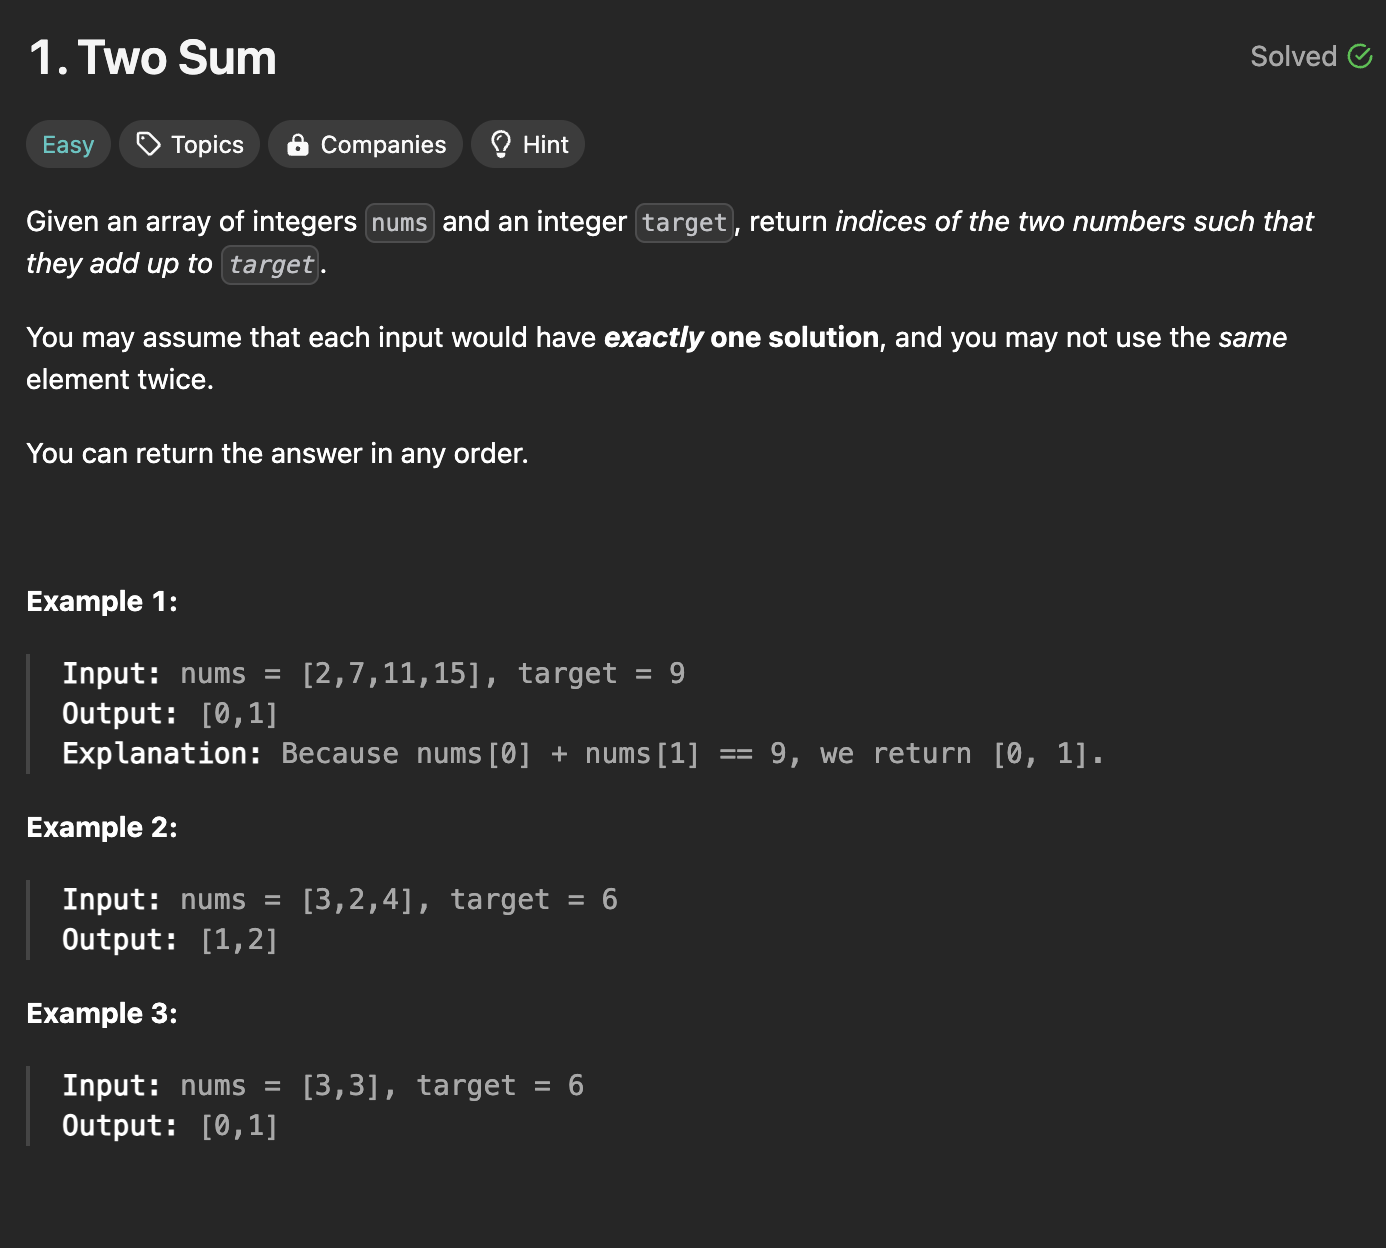 1. Two Sum
Solved
Easy Topics Companies Hint
Given an array of integers nums and an integer target, return indices of the two numbers such that
they add up to target.
You may assume that each input would have exactly one solution, and you may not use the same
element twice.
You can return the answer in any order.
Example 1:
Input: nums = [2,7,11,15], target = 9
Output: [0,1]
Explanation: Because nums[0] + nums[1] == 9, we return [0, 1].
Example 2:
Input: nums = [3,2,4], target = 6
Output: [1,2]
Example 3:
Input: nums = [3,3], target = 6
Output: [0,1]